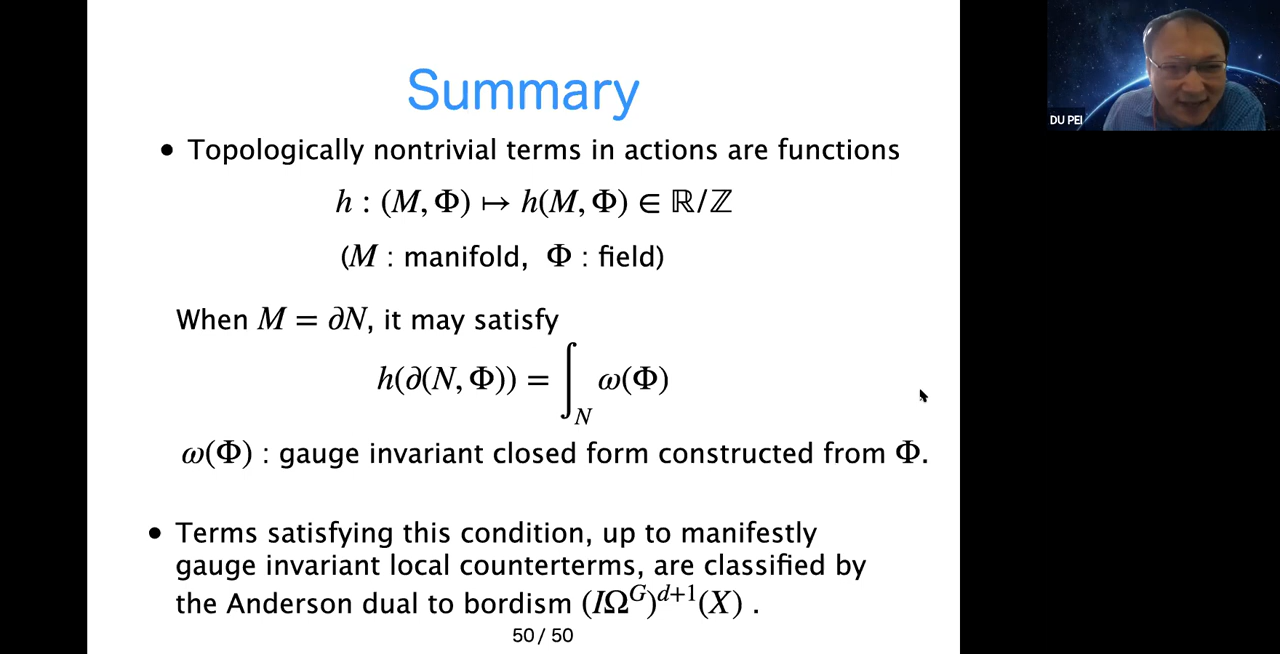 Summary
• Topologically nontrivial terms in actions are functions
h : (M, Φ) ↦ h(M, Φ) ∈ ℝ/ℤ
(M : manifold, Φ : field)
When M = ∂N, it may satisfy
h(∂(N, Φ)) = ∫_N ω(Φ)
ω(Φ) : gauge invariant closed form constructed from Φ.
• Terms satisfying this condition, up to manifestly
gauge invariant local counterterms, are classified by
the Anderson dual to bordism (IΩ^G)^{d+1}(X) .
50 / 50
DU PEI